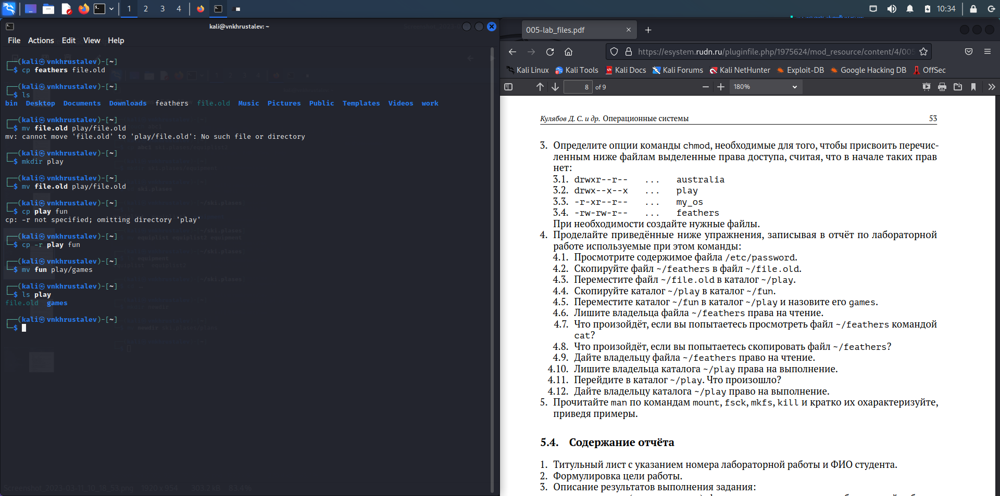 1 2 3 4
10:34
kali@vnkhrustalev: ~
File Actions Edit View Help
┌──(kali㉿vnkhrustalev)-[~]
└─$ cp feathers file.old
┌──(kali㉿vnkhrustalev)-[~]
└─$ ls
bin Desktop Documents Downloads feathers file.old Music Pictures Public Templates Videos work
┌──(kali㉿vnkhrustalev)-[~]
└─$ mv file.old play/file.old
mv: cannot move 'file.old' to 'play/file.old': No such file or directory
┌──(kali㉿vnkhrustalev)-[~]
└─$ mkdir play
┌──(kali㉿vnkhrustalev)-[~]
└─$ mv file.old play/file.old
┌──(kali㉿vnkhrustalev)-[~]
└─$ cp play fun
cp: -r not specified; omitting directory 'play'
┌──(kali㉿vnkhrustalev)-[~]
└─$ cp -r play fun
┌──(kali㉿vnkhrustalev)-[~]
└─$ mv fun play/games
┌──(kali㉿vnkhrustalev)-[~]
└─$ ls play
file.old games
┌──(kali㉿vnkhrustalev)-[~]
└─$
Screenshot_2023-03-11_10_18_53.png 1920 x 954 303.2 kB 83.4%
005-lab_files.pdf
https://esystem.rudn.ru/pluginfile.php/1975624/mod_resource/content/4/005
Kali Linux Kali Tools Kali Docs Kali Forums Kali NetHunter Exploit-DB Google Hacking DB OffSec
8 of 9 180%
Кулябов Д. С. и др. Операционные системы 53
3. Определите опции команды chmod, необходимые для того, чтобы присвоить перечис-
ленным ниже файлам выделенные права доступа, считая, что в начале таких прав
нет:
3.1. drwxr--r-- ... australia
3.2. drwx--x--x ... play
3.3. -r-xr--r-- ... my_os
3.4. -rw-rw-r-- ... feathers
При необходимости создайте нужные файлы.
4. Проделайте приведённые ниже упражнения, записывая в отчёт по лабораторной
работе используемые при этом команды:
4.1. Просмотрите содержимое файла /etc/password.
4.2. Скопируйте файл ~/feathers в файл ~/file.old.
4.3. Переместите файл ~/file.old в каталог ~/play.
4.4. Скопируйте каталог ~/play в каталог ~/fun.
4.5. Переместите каталог ~/fun в каталог ~/play и назовите его games.
4.6. Лишите владельца файла ~/feathers права на чтение.
4.7. Что произойдёт, если вы попытаетесь просмотреть файл ~/feathers командой
cat?
4.8. Что произойдёт, если вы попытаетесь скопировать файл ~/feathers?
4.9. Дайте владельцу файла ~/feathers право на чтение.
4.10. Лишите владельца каталога ~/play права на выполнение.
4.11. Перейдите в каталог ~/play. Что произошло?
4.12. Дайте владельцу каталога ~/play право на выполнение.
5. Прочитайте man по командам mount, fsck, mkfs, kill и кратко их охарактеризуйте,
приведя примеры.
5.4. Содержание отчёта
1. Титульный лист с указанием номера лабораторной работы и ФИО студента.
2. Формулировка цели работы.
3. Описание результатов выполнения задания: